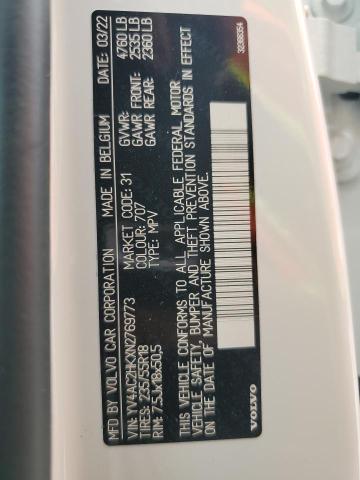 MFD BY VOLVO CAR CORPORATION MADE IN BELGIUM DATE: 03/22
VIN: YV4AC2HKXN2769773 MARKET CODE: 31 GVWR: 4760 LB
TIRES: 235/55R18 COLOUR: 707 GAWR FRONT: 2535 LB
RIM: 7.5Jx18x50,5 TYPE: MPV GAWR REAR: 2360 LB
THIS VEHICLE CONFORMS TO ALL APPLICABLE FEDERAL MOTOR
VEHICLE SAFETY, BUMPER AND THEFT PREVENTION STANDARDS IN EFFECT
ON THE DATE OF MANUFACTURE SHOWN ABOVE.
VOLVO 32368354